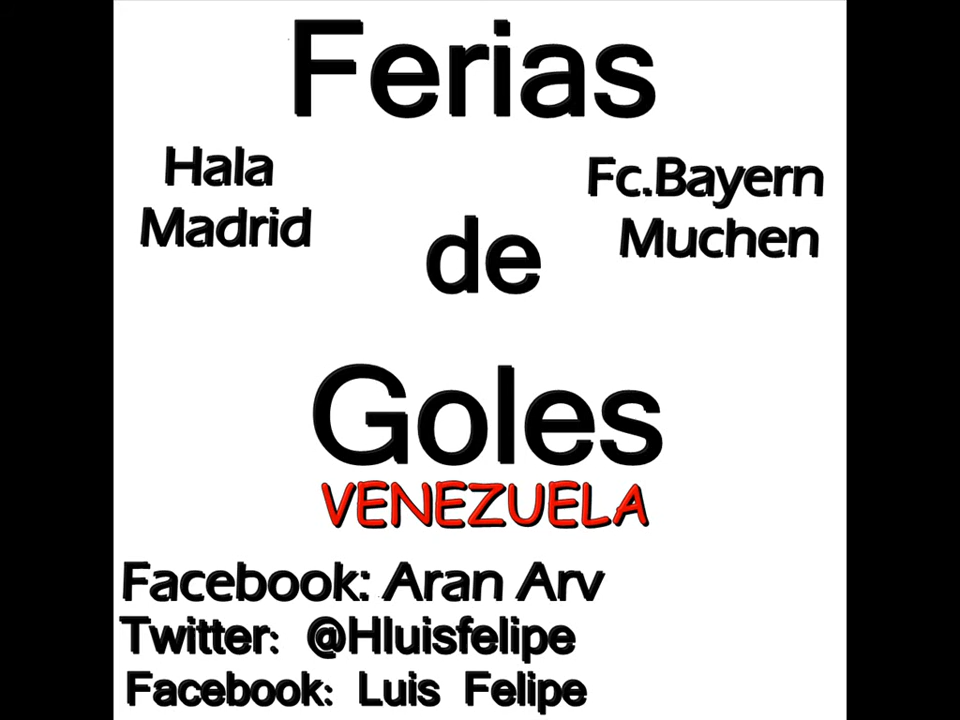 Ferias
Hala
Madrid
Fc.Bayern
Muchen
de
Goles
VENEZUELA
Facebook: Aran Arv
Twitter: @Hluisfelipe
Facebook: Luis Felipe